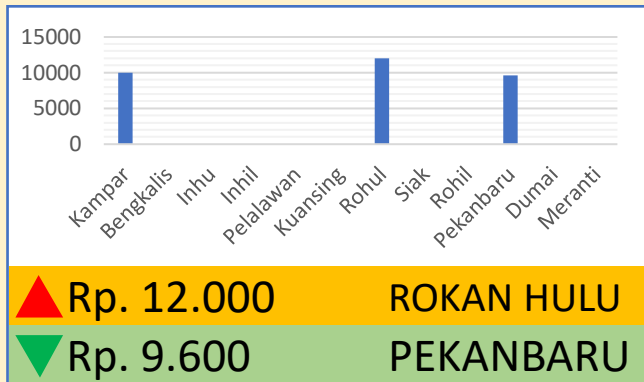 15000
10000
5000
0
Kampar
Bengkalis
Inhu
Inhil
Pelalawan
Kuansing
Rohul
Siak
Rohil
Pekanbaru
Dumai
Meranti
Rp. 12.000 ROKAN HULU
Rp. 9.600 PEKANBARU